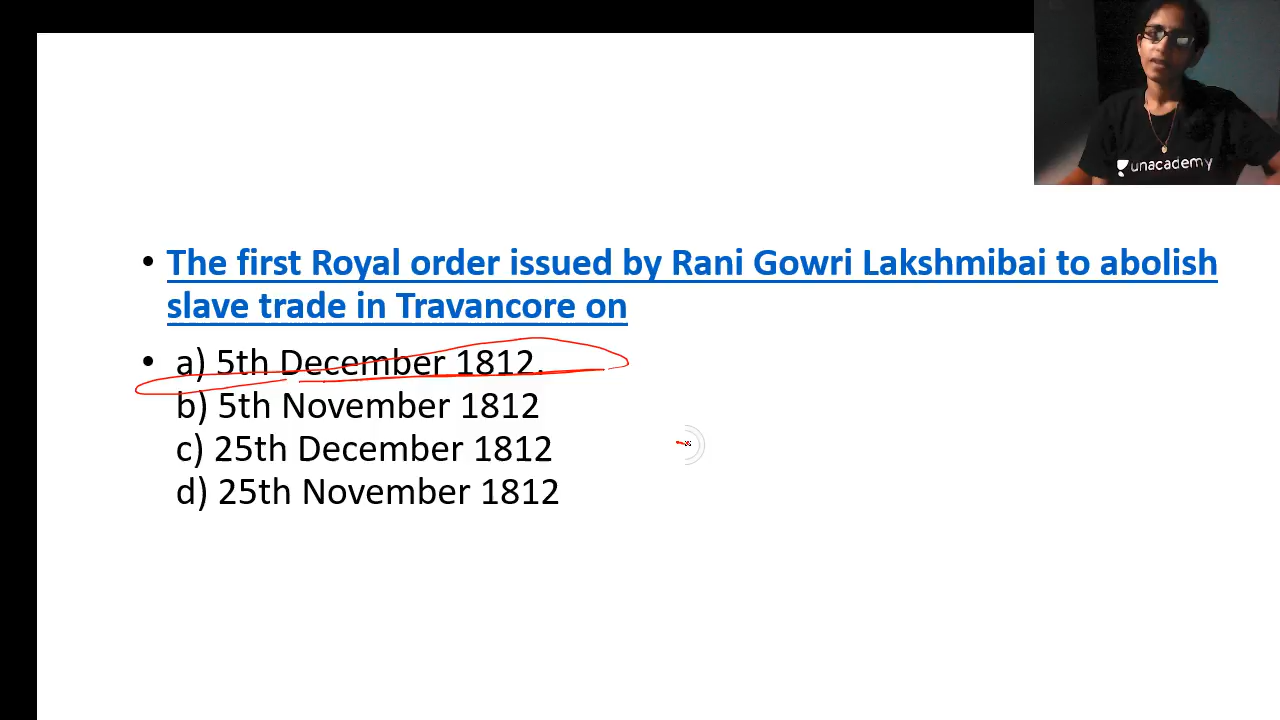 unacademy
• The first Royal order issued by Rani Gowri Lakshmibai to abolish
slave trade in Travancore on
• a) 5th December 1812.
b) 5th November 1812
c) 25th December 1812
d) 25th November 1812